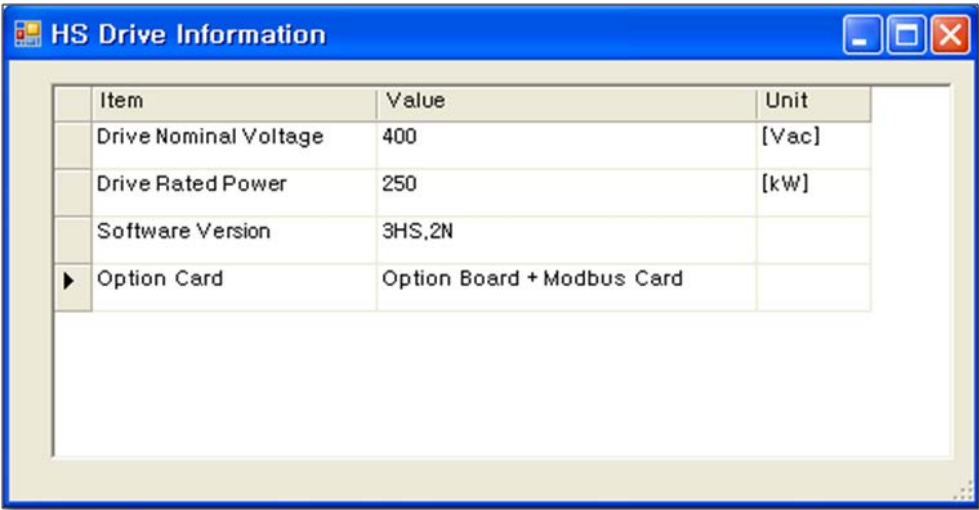 HS Drive Information
Item Value Unit
Drive Nominal Voltage 400 [Vac]
Drive Rated Power 250 [kW]
Software Version 3HS,2N
Option Card Option Board + Modbus Card